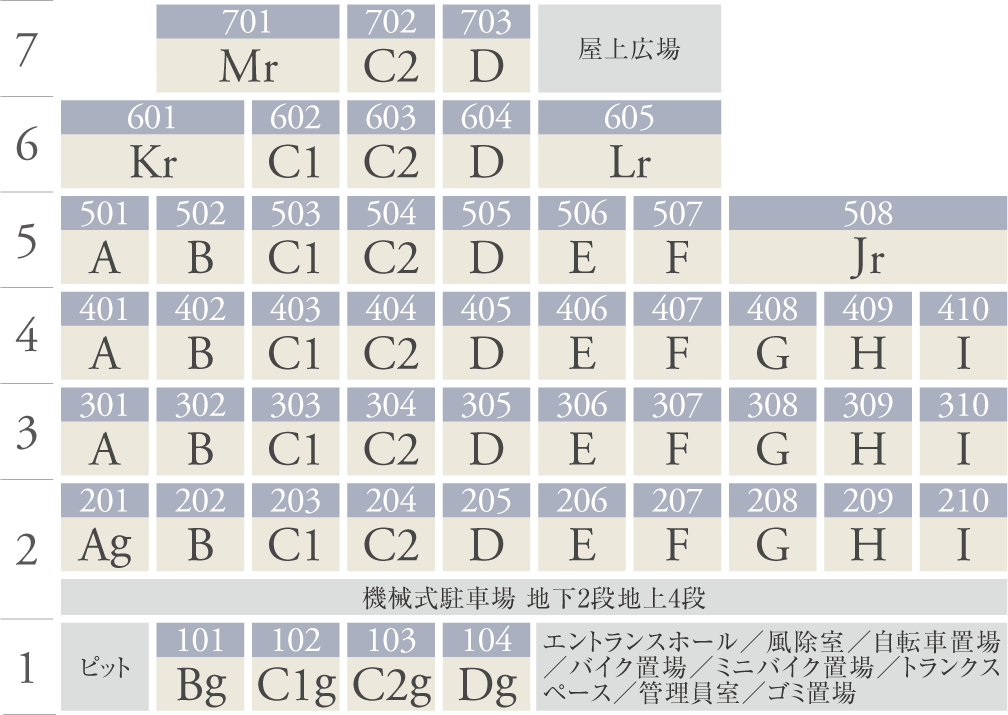 7
701 702 703
Mr C2 D 屋上広場
6
601 602 603 604 605
Kr C1 C2 D Lr
5
501 502 503 504 505 506 507 508
A B C1 C2 D E F Jr
4
401 402 403 404 405 406 407 408 409 410
A B C1 C2 D E F G H I
3
301 302 303 304 305 306 307 308 309 310
A B C1 C2 D E F G H I
2
201 202 203 204 205 206 207 208 209 210
Ag B C1 C2 D E F G H I
機械式駐車場 地下2段地上4段
1
ピット
101 102 103 104
Bg C1g C2g Dg
エントランスホール／風除室／自転車置場
／バイク置場／ミニバイク置場／トランクス
ペース／管理員室／ゴミ置場